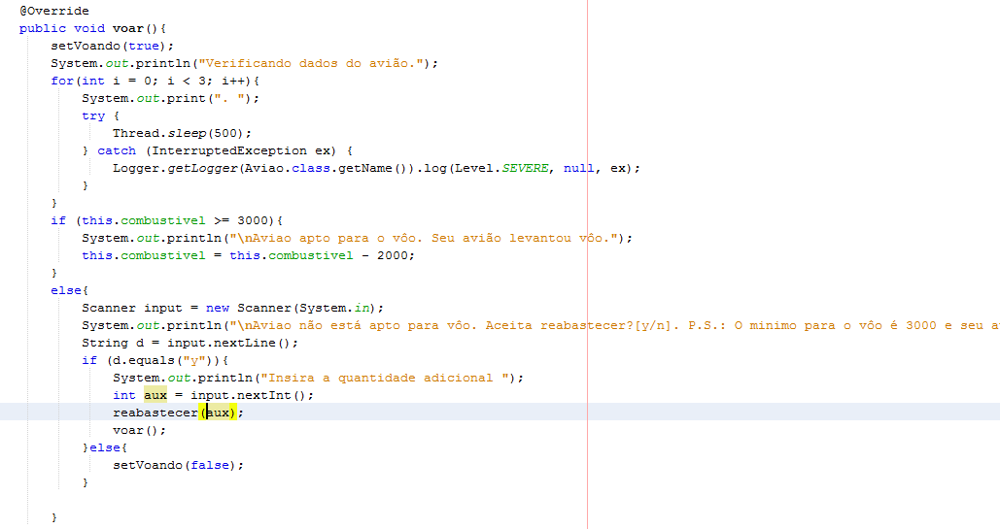 @Override
public void voar(){
setVoando(true);
System.out.println("Verificando dados do avião.");
for(int i = 0; i < 3; i++){
System.out.print(". ");
try {
Thread.sleep(500);
} catch (InterruptedException ex) {
Logger.getLogger(Aviao.class.getName()).log(Level.SEVERE, null, ex);
}
}
if (this.combustivel >= 3000){
System.out.println("\nAviao apto para o vôo. Seu avião levantou vôo.");
this.combustivel = this.combustivel - 2000;
}
else{
Scanner input = new Scanner(System.in);
System.out.println("\nAviao não está apto para vôo. Aceita reabastecer?[y/n]. P.S.: O minimo para o vôo é 3000 e seu
String d = input.nextLine();
if (d.equals("y")){
System.out.println("Insira a quantidade adicional ");
int aux = input.nextInt();
reabastecer(aux);
voar();
}else{
setVoando(false);
}
}